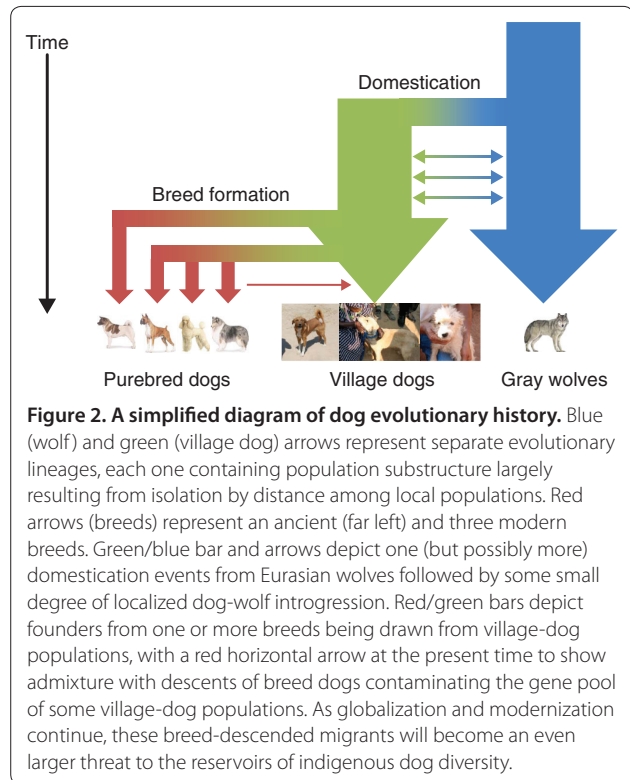 Time
Domestication
Breed formation
Purebred dogs
Village dogs
Gray wolves
Figure 2. A simplified diagram of dog evolutionary history. Blue
(wolf) and green (village dog) arrows represent separate evolutionary
lineages, each one containing population substructure largely
resulting from isolation by distance among local populations. Red
arrows (breeds) represent an ancient (far left) and three modern
breeds. Green/blue bar and arrows depict one (but possibly more)
domestication events from Eurasian wolves followed by some small
degree of localized dog-wolf introgression. Red/green bars depict
founders from one or more breeds being drawn from village-dog
populations, with a red horizontal arrow at the present time to show
admixture with descents of breed dogs contaminating the gene pool
of some village-dog populations. As globalization and modernization
continue, these breed-descended migrants will become an even
larger threat to the reservoirs of indigenous dog diversity.